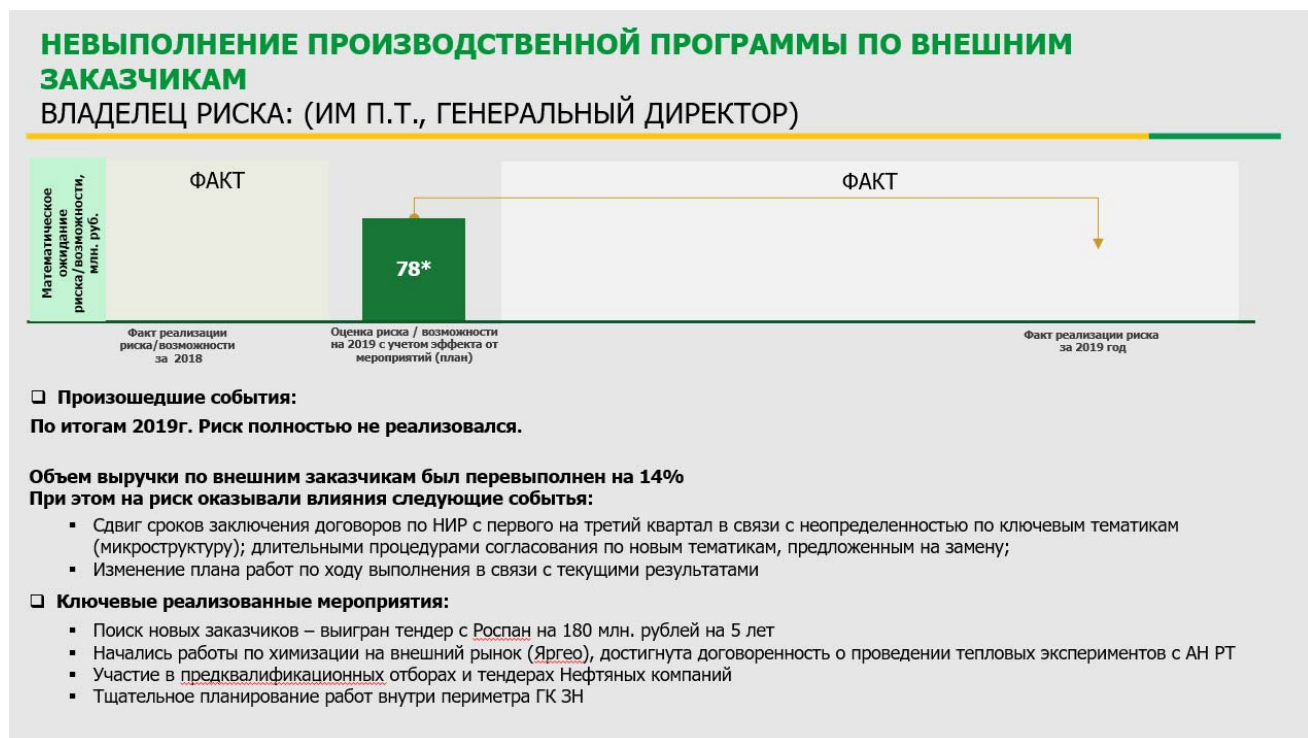 НЕВЫПОЛНЕНИЕ ПРОИЗВОДСТВЕННОЙ ПРОГРАММЫ ПО ВНЕШНИМ
ЗАКАЗЧИКАМ
ВЛАДЕЛЕЦ РИСКА: (ИМ П.Т., ГЕНЕРАЛЬНЫЙ ДИРЕКТОР)
Математическое
ожидание
риска/возможности,
млн. руб.
ФАКТ
ФАКТ
78*
Факт реализации
риска/возможности
за 2018
Оценка риска / возможности
на 2019 с учетом эффекта от
мероприятий (план)
Факт реализации риска
за 2019 год
❑ Произошедшие события:
По итогам 2019г. Риск полностью не реализовался.
Объем выручки по внешним заказчикам был перевыполнен на 14%
При этом на риск оказывали влияния следующие событья:
▪ Сдвиг сроков заключения договоров по НИР с первого на третий квартал в связи с неопределенностью по ключевым тематикам
(микроструктуру); длительными процедурами согласования по новым тематикам, предложенным на замену;
▪ Изменение плана работ по ходу выполнения в связи с текущими результатами
❑ Ключевые реализованные мероприятия:
▪ Поиск новых заказчиков – выигран тендер с Роспан на 180 млн. рублей на 5 лет
▪ Начались работы по химизации на внешний рынок (Яргео), достигнута договоренность о проведении тепловых экспериментов с АН РТ
▪ Участие в предквалификационных отборах и тендерах Нефтяных компаний
▪ Тщательное планирование работ внутри периметра ГК ЗН